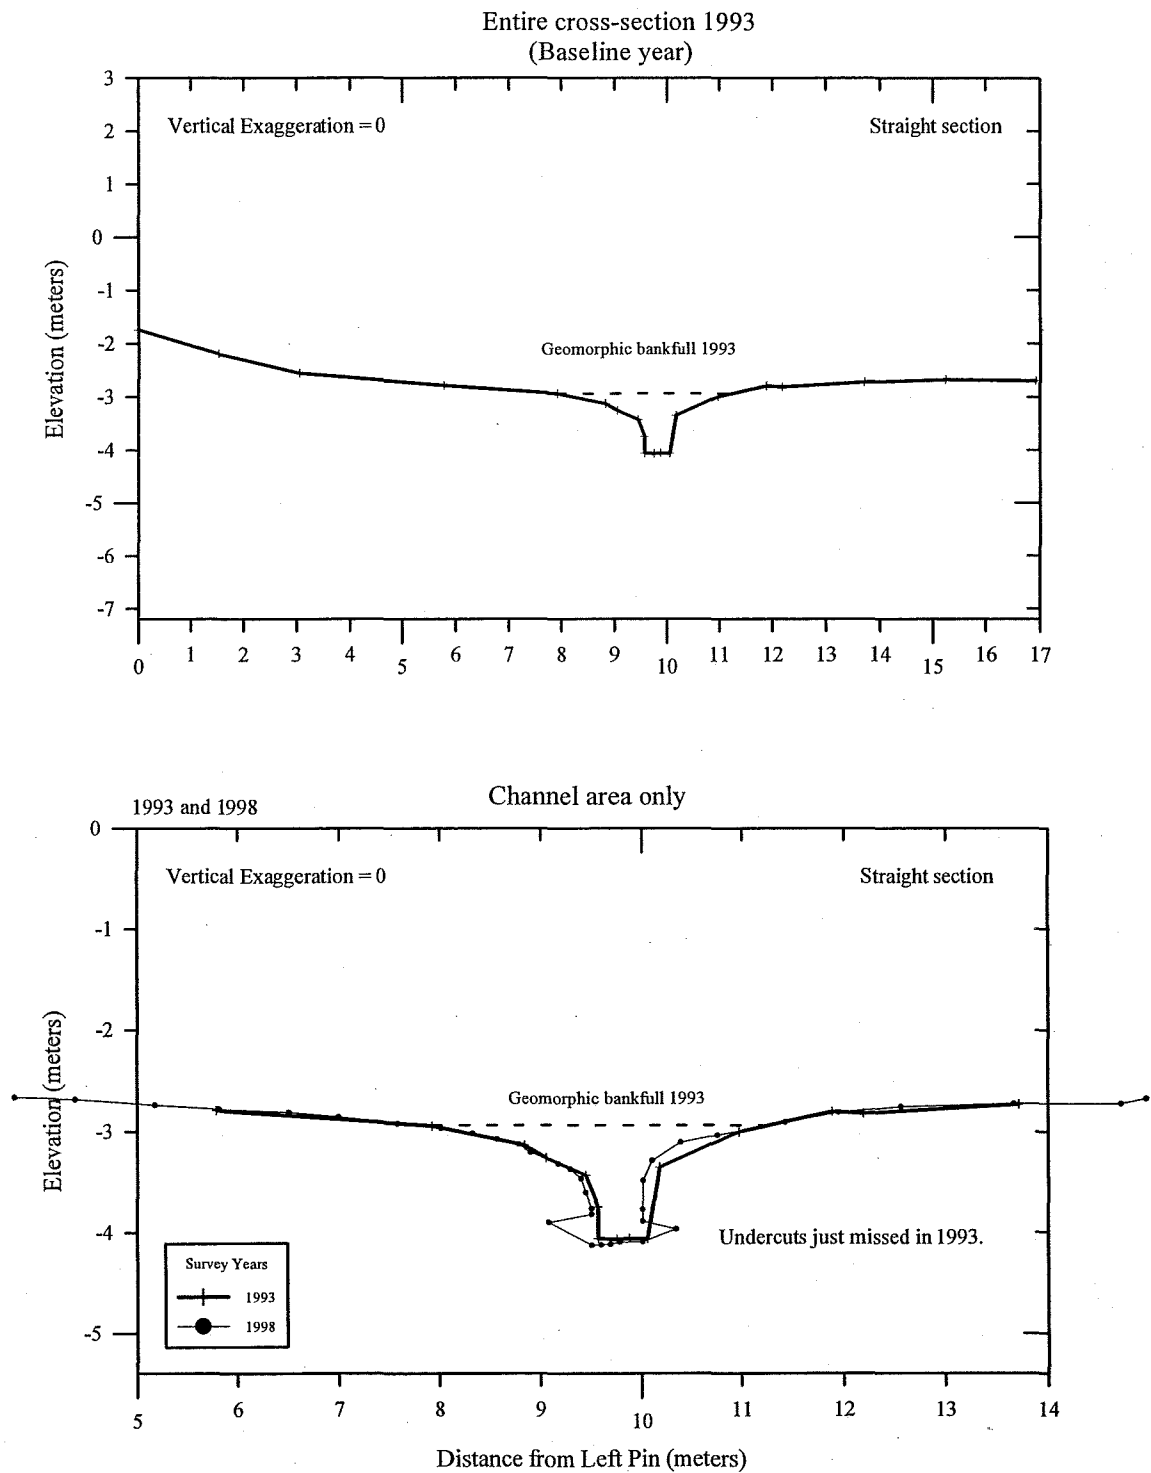 Entire cross-section 1993
(Baseline year)
3
Vertical Exaggeration = 0
Straight section
2
1
0
-1
Elevation (meters)
-2
Geomorphic bankfull 1993
-3
-4
-5
-6
-7
0 1 2 3 4 5 6 7 8 9 10 11 12 13 14 15 16 17
1993 and 1998
Channel area only
0
Vertical Exaggeration = 0
Straight section
-1
-2
Elevation (meters)
Geomorphic bankfull 1993
-3
-4
Undercuts just missed in 1993.
Survey Years
1993
1998
-5
5 6 7 8 9 10 11 12 13 14
Distance from Left Pin (meters)